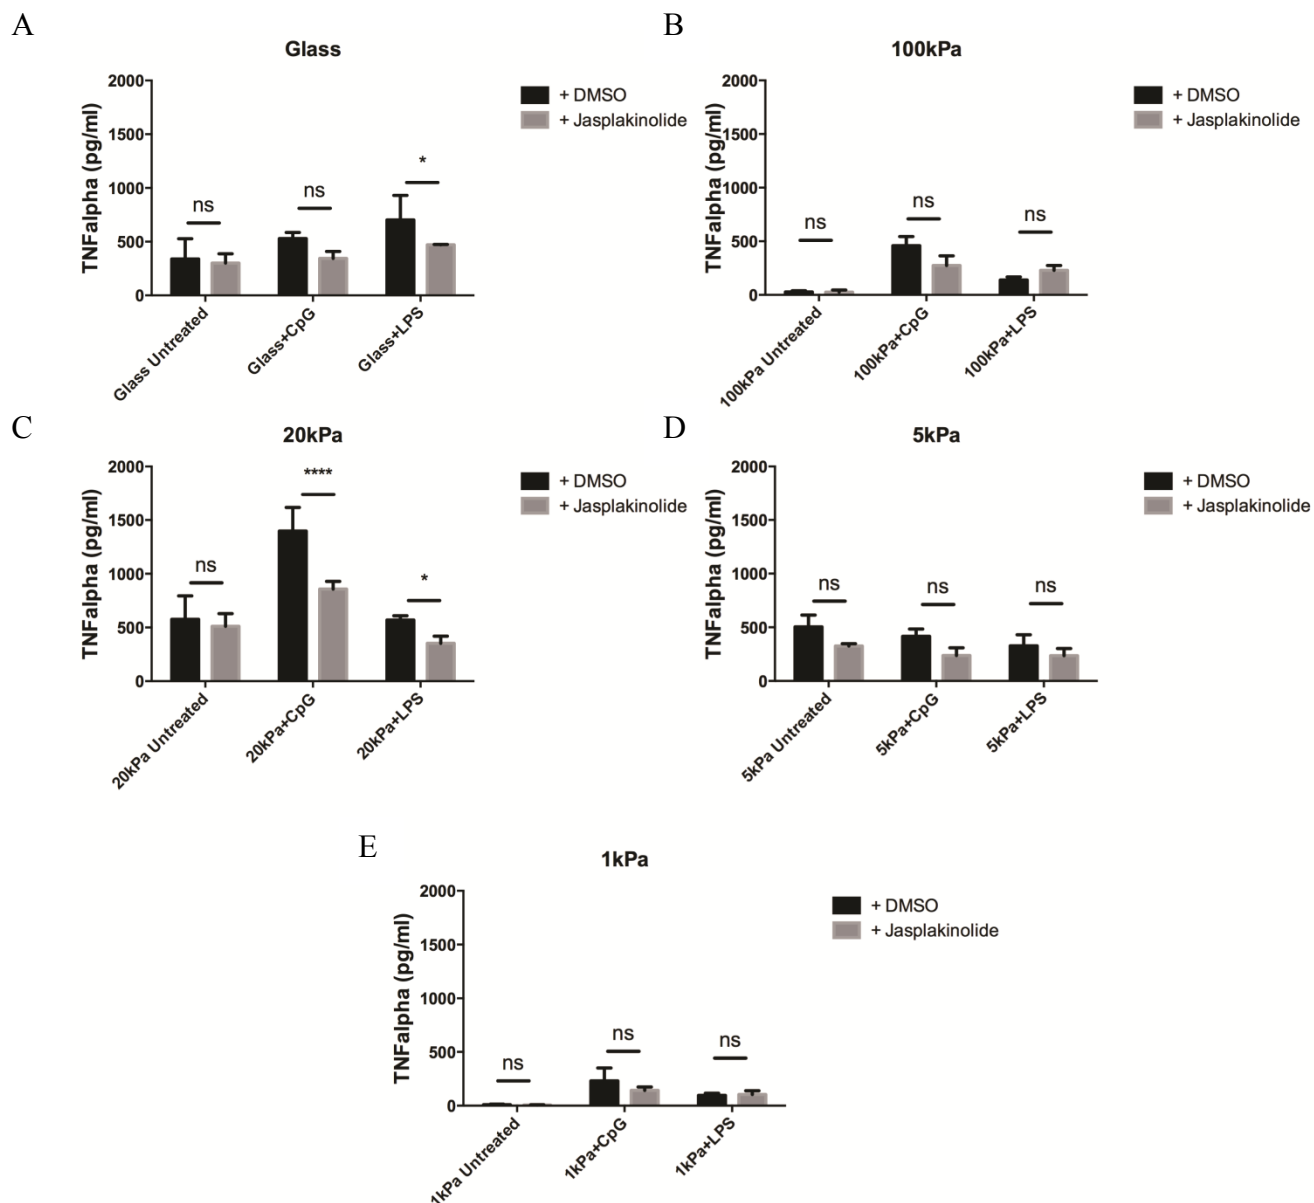 A
Glass
2000
1500
1000
500
0
TNFalpha (pg/ml)
+ DMSO
+ Jasplakinolide
ns
ns
*
Glass Untreated
Glass+CpG
Glass+LPS
B
100kPa
2000
1500
1000
500
0
TNFalpha (pg/ml)
+ DMSO
+ Jasplakinolide
ns
ns
ns
100kPa Untreated
100kPa+CpG
100kPa+LPS
C
20kPa
2000
1500
1000
500
0
TNFalpha (pg/ml)
+ DMSO
+ Jasplakinolide
ns
****
*
20kPa Untreated
20kPa+CpG
20kPa+LPS
D
5kPa
2000
1500
1000
500
0
TNFalpha (pg/ml)
+ DMSO
+ Jasplakinolide
ns
ns
ns
5kPa Untreated
5kPa+CpG
5kPa+LPS
E
1kPa
2000
1500
1000
500
0
TNFalpha (pg/ml)
+ DMSO
+ Jasplakinolide
ns
ns
ns
1kPa Untreated
1kPa+CpG
1kPa+LPS